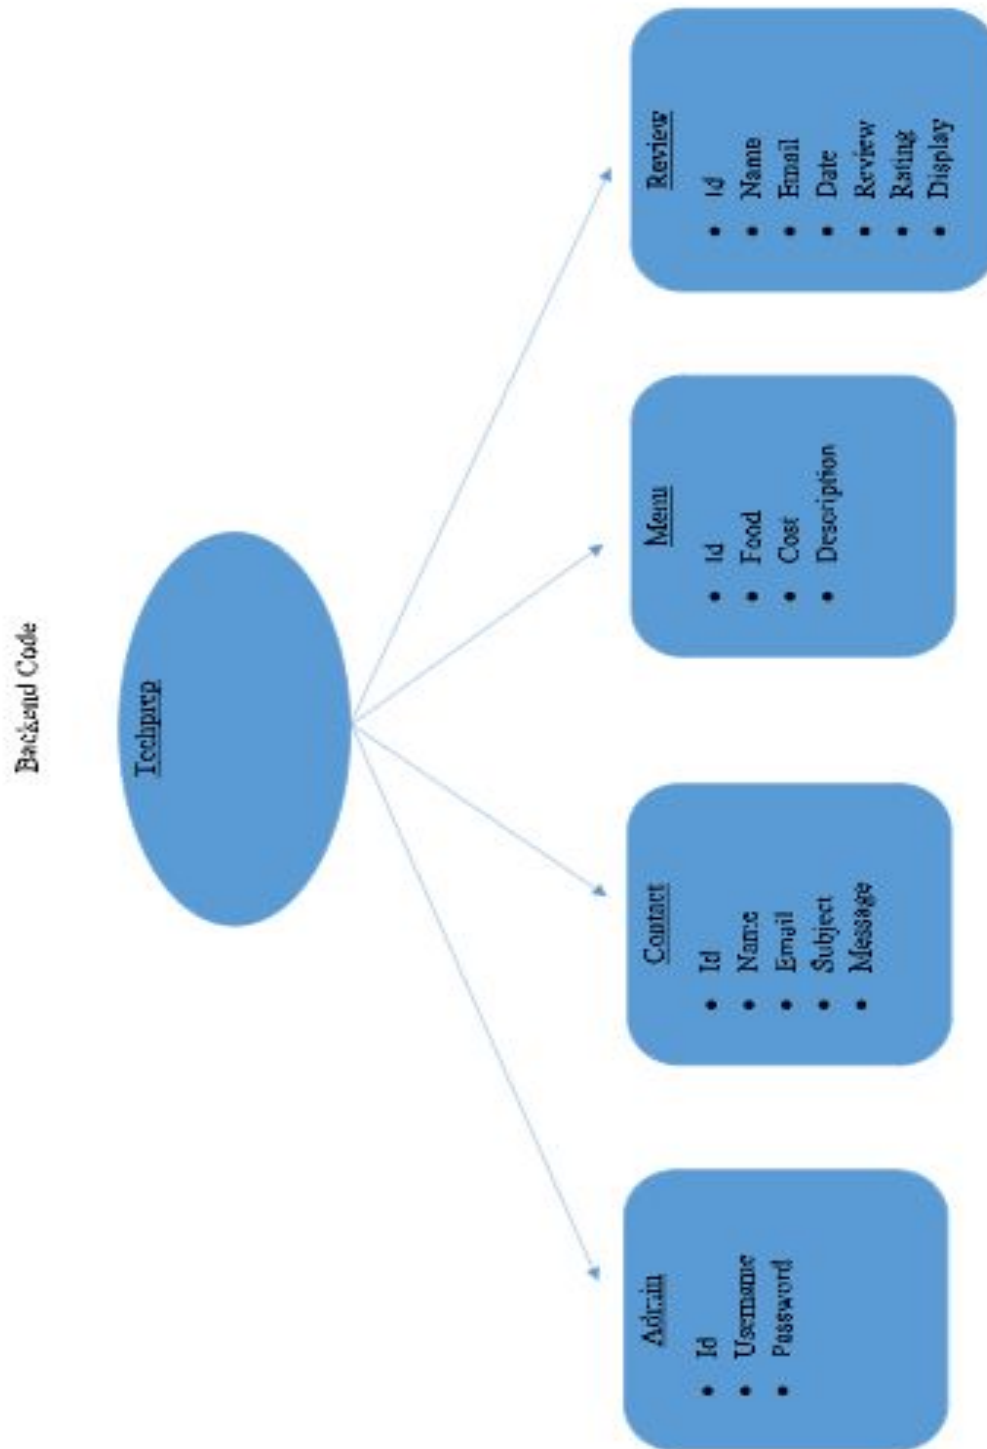 Backend Code
Techprep
Admin
• Id
• Username
• Password
Contact
• Id
• Name
• Email
• Subject
• Message
Menu
• id
• Food
• Cost
• Description
Review
• id
• Name
• Email
• Date
• Review
• Rating
• Display